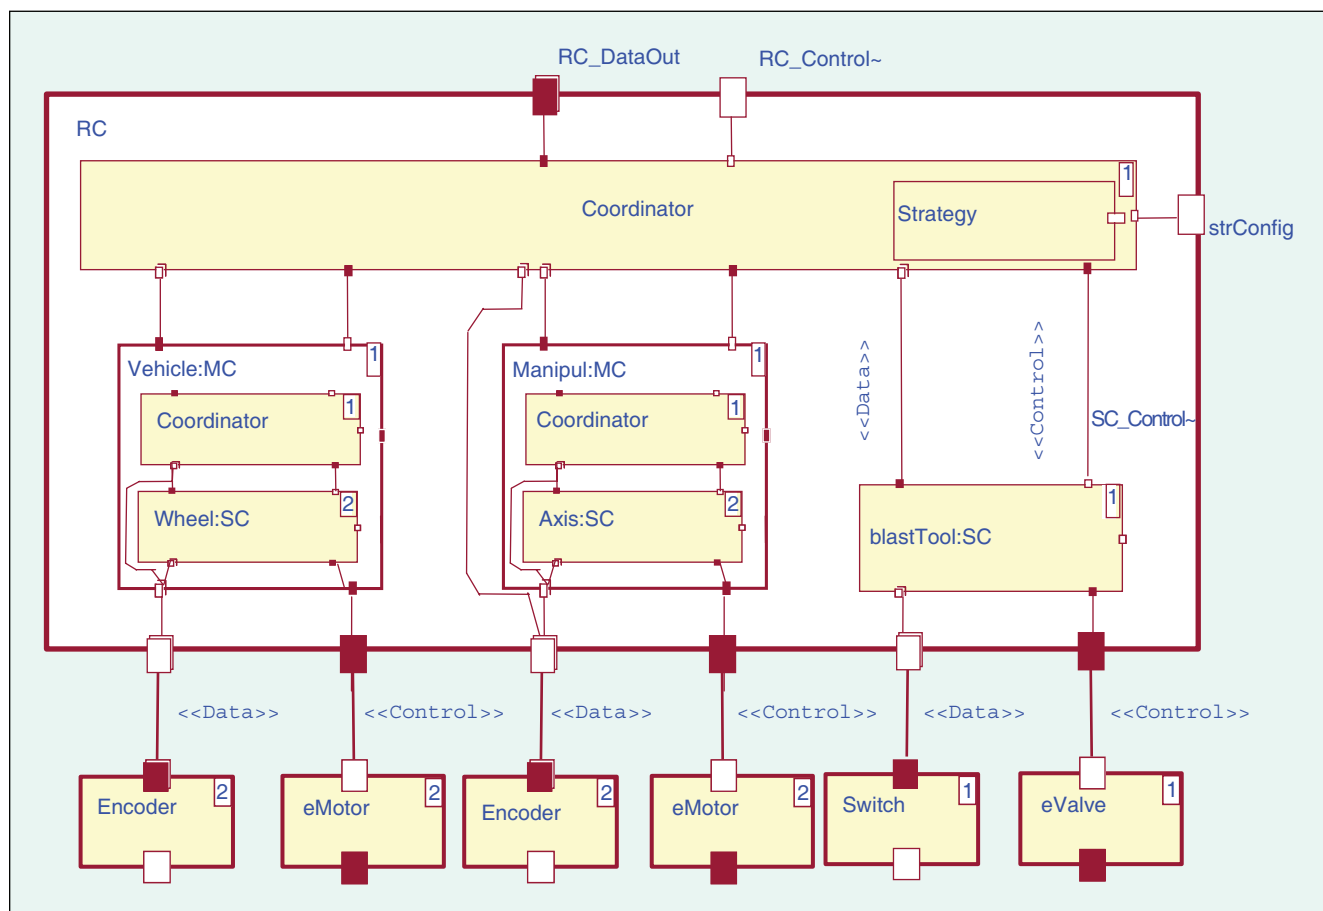 RC_DataOut
RC_Control~
RC
1
Coordinator
Strategy
strConfig
Vehicle:MC
1
Manipul:MC
1
<<Data>>
<<Control>>
SC_Control~
Coordinator
1
Coordinator
1
Wheel:SC
2
Axis:SC
2
blastTool:SC
1
<<Data>>
<<Control>>
<<Data>>
<<Control>>
<<Data>>
<<Control>>
Encoder
2
eMotor
2
Encoder
2
eMotor
2
Switch
1
eValve
1